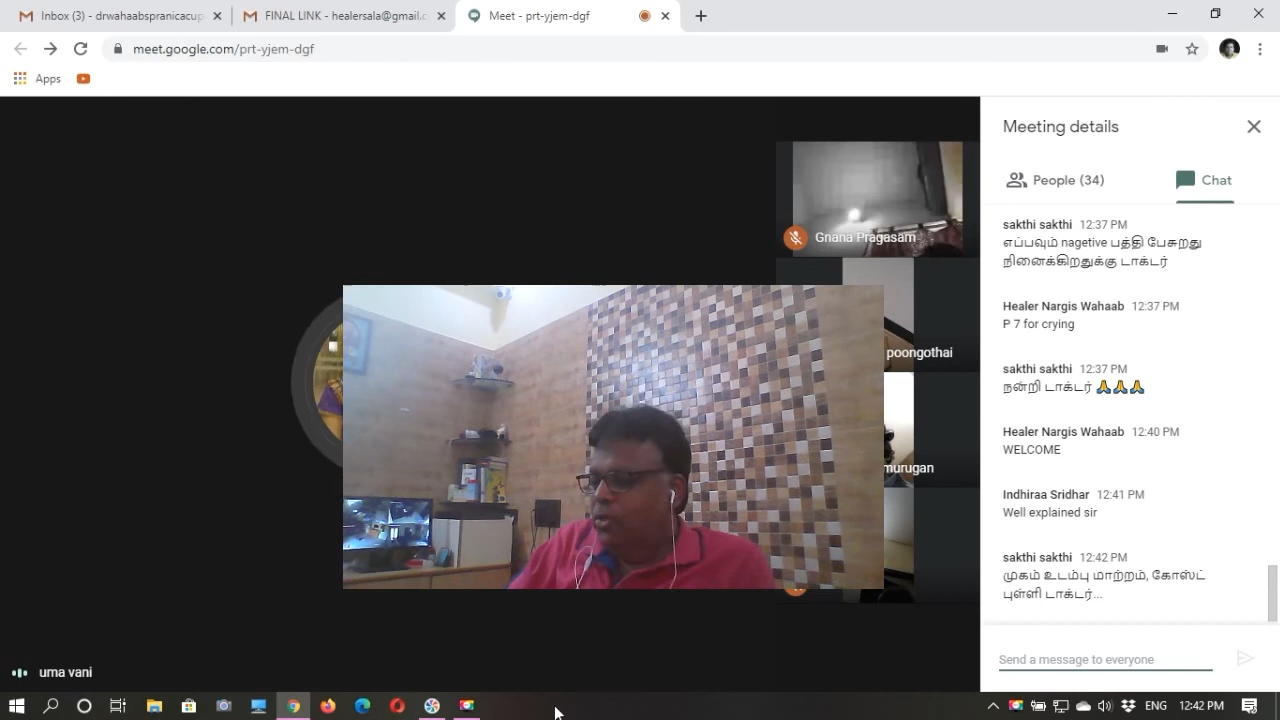 Inbox (3) - drwahaabspranicacup
FINAL LINK - healersala@gmail.c
Meet - prt-yjem-dgf
meet.google.com/prt-yjem-dgf
Apps
Meeting details
People (34)
Chat
Gnana Pragasam
poongothai
murugan
sakthi sakthi 12:37 PM
எப்பவும் nagetive பத்தி பேசுறது
நினைக்கிறதுக்கு டாக்டர்
Healer Nargis Wahaab 12:37 PM
P 7 for crying
sakthi sakthi 12:37 PM
நன்றி டாக்டர் 🙏🙏🙏
Healer Nargis Wahaab 12:40 PM
WELCOME
Indhiraa Sridhar 12:41 PM
Well explained sir
sakthi sakthi 12:42 PM
முகம் உடம்பு மாற்றம், கோஸ்ட்
புள்ளி டாக்டர்...
Send a message to everyone
uma vani
ENG 12:42 PM